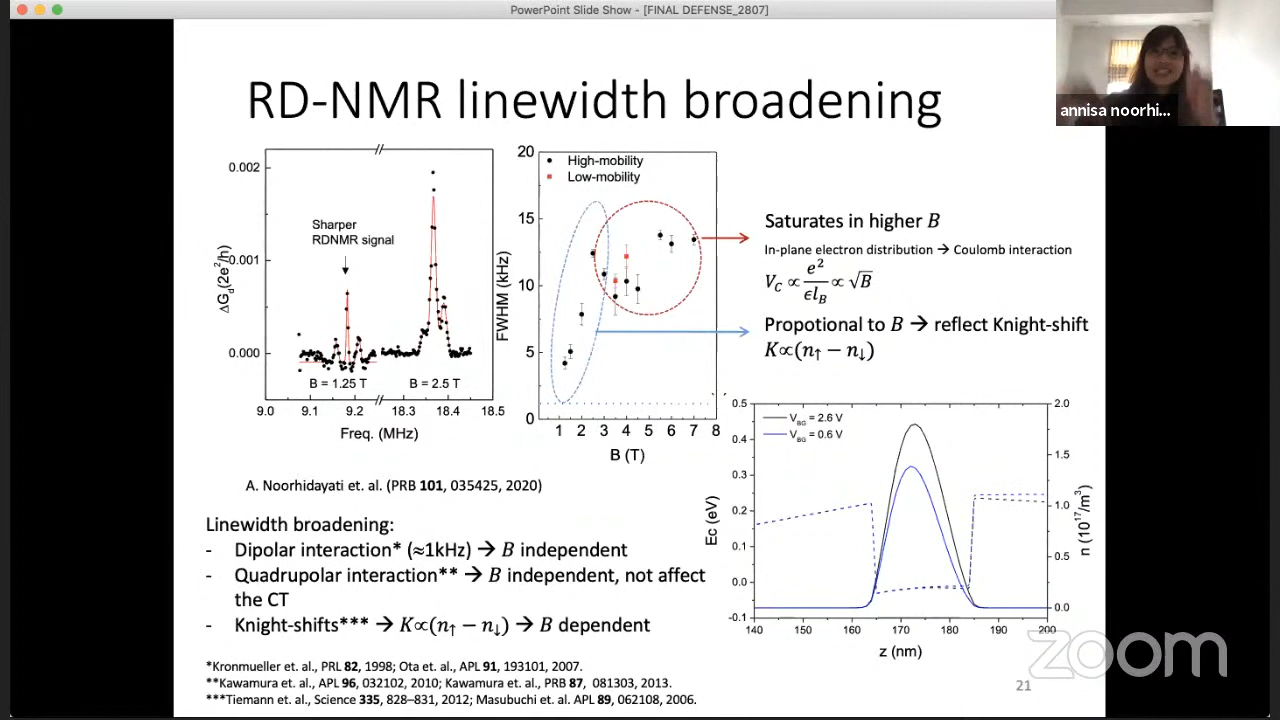 PowerPoint Slide Show - [FINAL DEFENSE_2807]
annisa noorhi...
RD-NMR linewidth broadening
0.002
0.001
0.000
ΔG_d(2e²/h)
Sharper
RDNMR signal
B = 1.25 T
B = 2.5 T
9.0 9.1 9.2 18.3 18.4 18.5
Freq. (MHz)
20
15
10
5
0
FWHM (kHz)
High-mobility
Low-mobility
1 2 3 4 5 6 7 8
B (T)
Saturates in higher B
In-plane electron distribution → Coulomb interaction
V_C ∝ e²/ϵl_B ∝ √B
Propotional to B → reflect Knight-shift
K∝(n↑ − n↓)
A. Noorhidayati et. al. (PRB 101, 035425, 2020)
Linewidth broadening:
- Dipolar interaction* (≈1kHz) → B independent
- Quadrupolar interaction** → B independent, not affect
the CT
- Knight-shifts*** → K∝(n↑ − n↓) → B dependent
0.5
0.4
0.3
0.2
0.1
0.0
-0.1
Ec (eV)
V_BG = 2.6 V
V_BG = 0.6 V
2.0
1.5
1.0
0.5
0.0
n (10¹⁷/m³)
140 150 160 170 180 190 200
z (nm)
*Kronmueller et. al., PRL 82, 1998; Ota et. al., APL 91, 193101, 2007.
**Kawamura et. al., APL 96, 032102, 2010; Kawamura et. al., PRB 87, 081303, 2013.
***Tiemann et. al., Science 335, 828–831, 2012; Masubuchi et. al. APL 89, 062108, 2006.
21
zoom